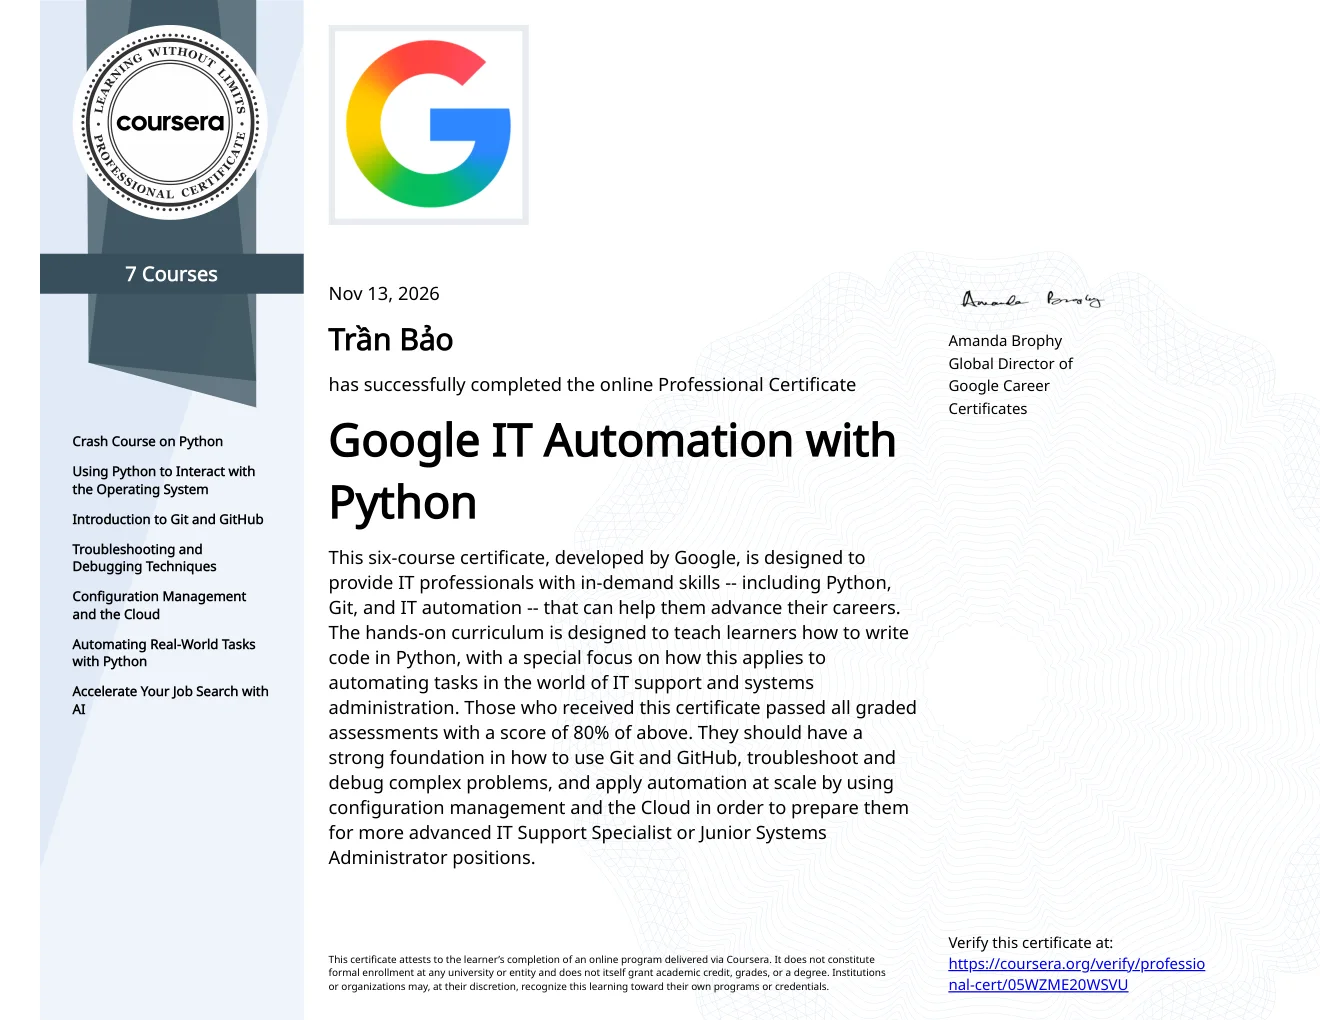 LEARNING WITHOUT LIMITS
coursera
PROFESSIONAL CERTIFICATE
7 Courses
Crash Course on Python
Using Python to Interact with
the Operating System
Introduction to Git and GitHub
Troubleshooting and
Debugging Techniques
Configuration Management
and the Cloud
Automating Real-World Tasks
with Python
Accelerate Your Job Search with
AI
Nov 13, 2026
Trần Bảo
has successfully completed the online Professional Certificate
Google IT Automation with
Python
This six-course certificate, developed by Google, is designed to
provide IT professionals with in-demand skills -- including Python,
Git, and IT automation -- that can help them advance their careers.
The hands-on curriculum is designed to teach learners how to write
code in Python, with a special focus on how this applies to
automating tasks in the world of IT support and systems
administration. Those who received this certificate passed all graded
assessments with a score of 80% of above. They should have a
strong foundation in how to use Git and GitHub, troubleshoot and
debug complex problems, and apply automation at scale by using
configuration management and the Cloud in order to prepare them
for more advanced IT Support Specialist or Junior Systems
Administrator positions.
This certificate attests to the learner’s completion of an online program delivered via Coursera. It does not constitute
formal enrollment at any university or entity and does not itself grant academic credit, grades, or a degree. Institutions
or organizations may, at their discretion, recognize this learning toward their own programs or credentials.
Amanda Brophy
Amanda Brophy
Global Director of
Google Career
Certificates
Verify this certificate at:
https://coursera.org/verify/professio
nal-cert/05WZME20WSVU